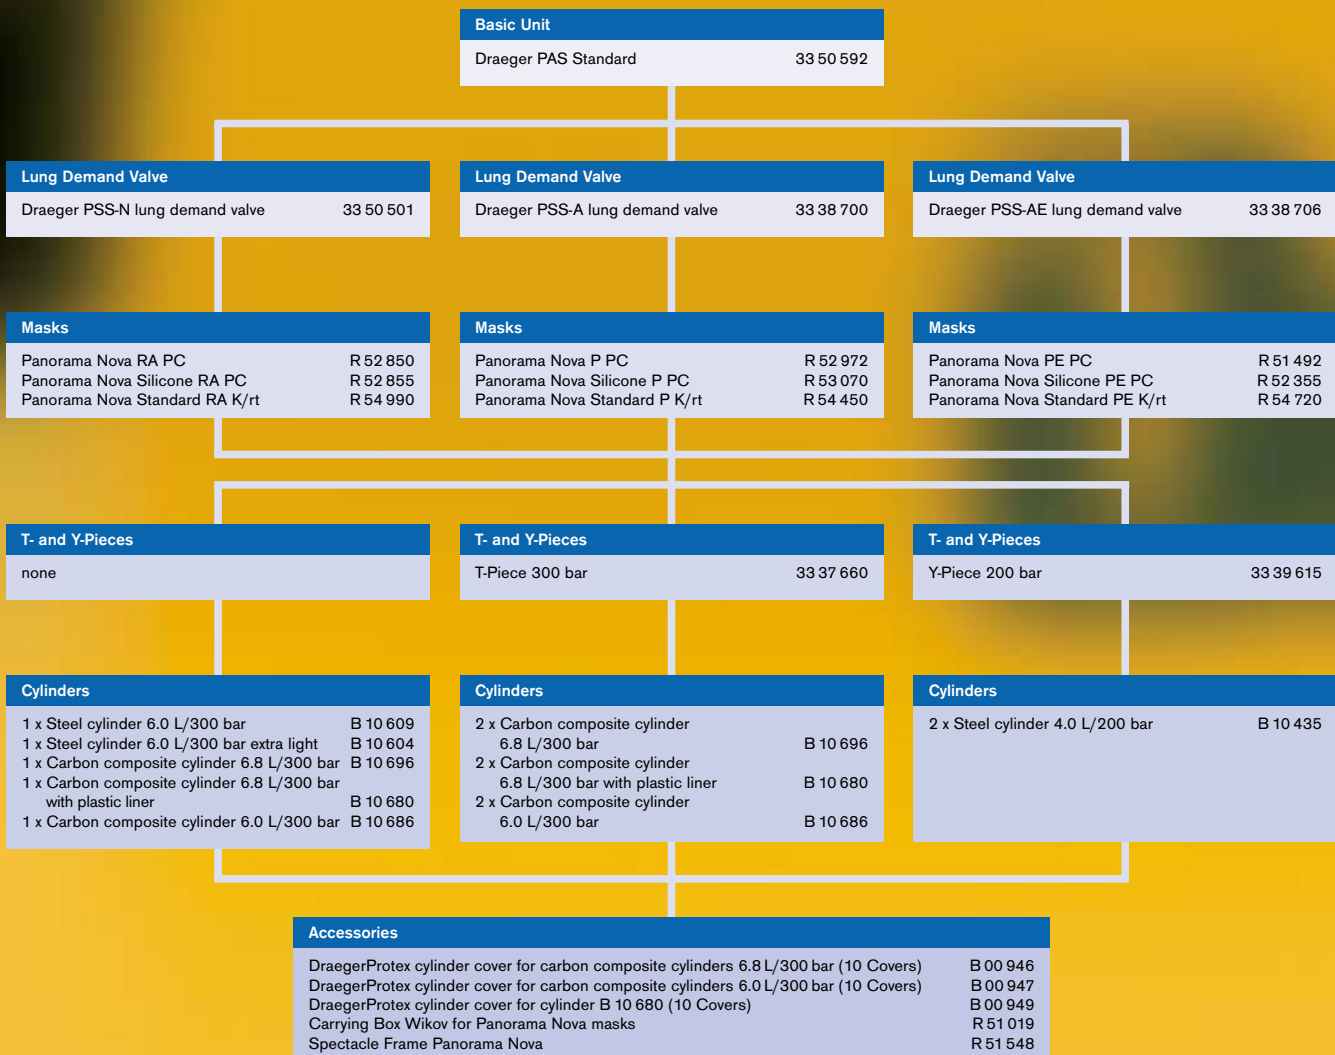 Basic Unit
Draeger PAS Standard 33 50 592
Lung Demand Valve
Draeger PSS-N lung demand valve 33 50 501
Lung Demand Valve
Draeger PSS-A lung demand valve 33 38 700
Lung Demand Valve
Draeger PSS-AE lung demand valve 33 38 706
Masks
Panorama Nova RA PC R 52 850
Panorama Nova Silicone RA PC R 52 855
Panorama Nova Standard RA K/rt R 54 990
Masks
Panorama Nova P PC R 52 972
Panorama Nova Silicone P PC R 53 070
Panorama Nova Standard P K/rt R 54 450
Masks
Panorama Nova PE PC R 51 492
Panorama Nova Silicone PE PC R 52 355
Panorama Nova Standard PE K/rt R 54 720
T- and Y-Pieces
none
T- and Y-Pieces
T-Piece 300 bar 33 37 660
T- and Y-Pieces
Y-Piece 200 bar 33 39 615
Cylinders
1 x Steel cylinder 6.0 L/300 bar B 10 609
1 x Steel cylinder 6.0 L/300 bar extra light B 10 604
1 x Carbon composite cylinder 6.8 L/300 bar B 10 696
1 x Carbon composite cylinder 6.8 L/300 bar
with plastic liner B 10 680
1 x Carbon composite cylinder 6.0 L/300 bar B 10 686
Cylinders
2 x Carbon composite cylinder
6.8 L/300 bar B 10 696
2 x Carbon composite cylinder
6.8 L/300 bar with plastic liner B 10 680
2 x Carbon composite cylinder
6.0 L/300 bar B 10 686
Cylinders
2 x Steel cylinder 4.0 L/200 bar B 10 435
Accessories
DraegerProtex cylinder cover for carbon composite cylinders 6.8 L/300 bar (10 Covers) B 00 946
DraegerProtex cylinder cover for carbon composite cylinders 6.0 L/300 bar (10 Covers) B 00 947
DraegerProtex cylinder cover for cylinder B 10 680 (10 Covers) B 00 949
Carrying Box Wikov for Panorama Nova masks R 51 019
Spectacle Frame Panorama Nova R 51 548